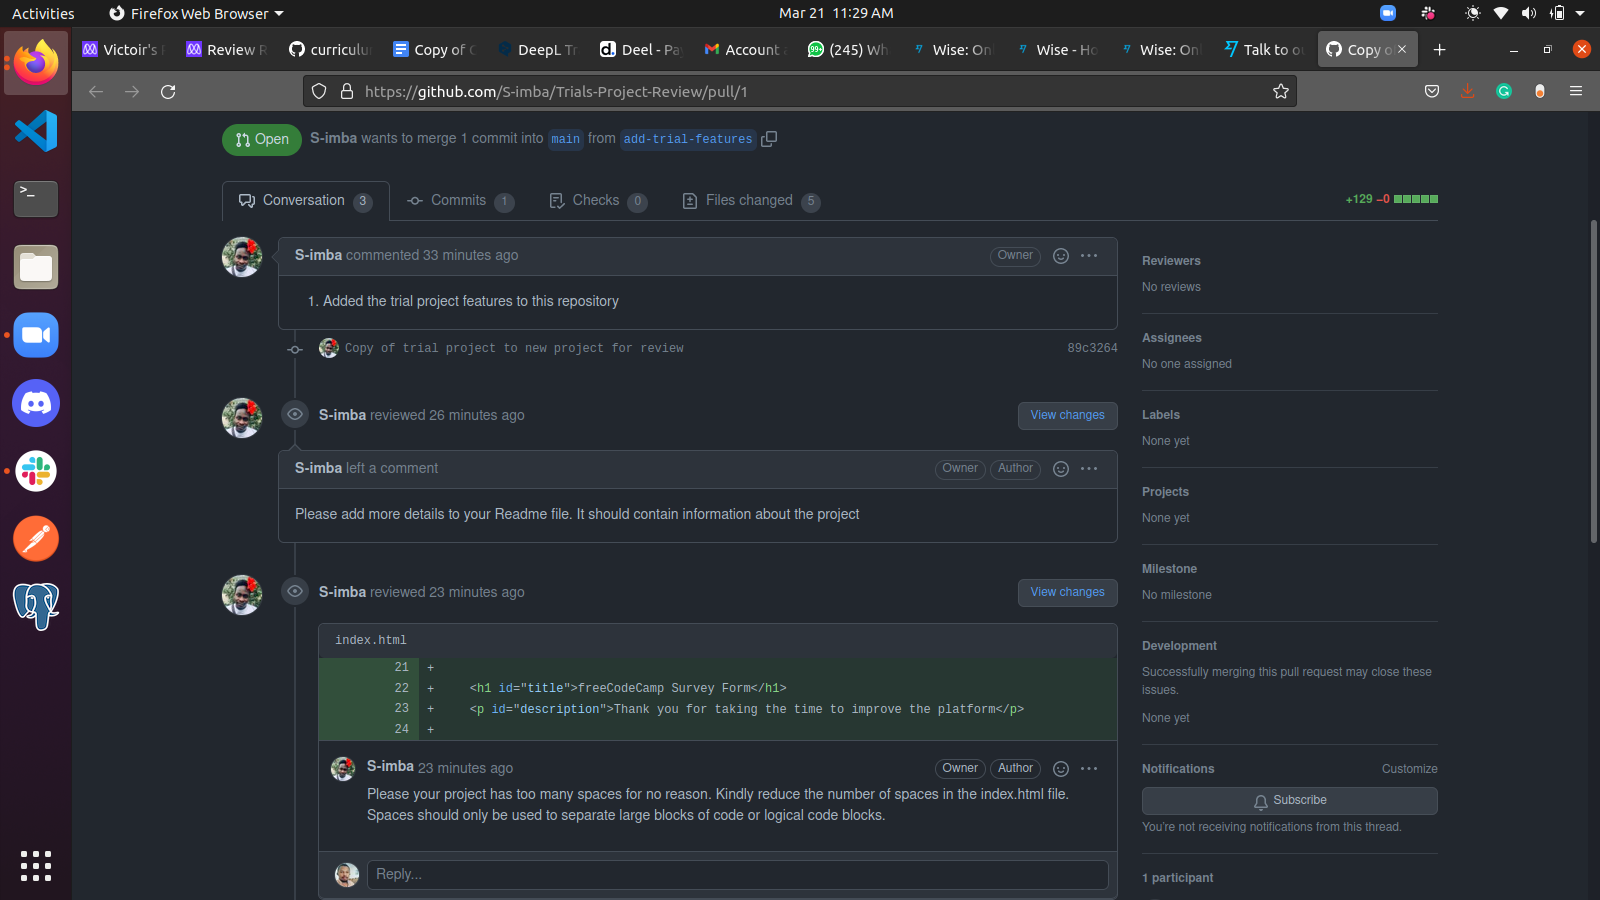 Activities Firefox Web Browser Mar 21 11:29 AM
Victoir's Review R curriculu Copy of C DeepL Tr Deel - Pay Account a (245) Wh Wise: Onl Wise - Ho Wise: Onl Talk to ou Copy o
https://github.com/S-imba/Trials-Project-Review/pull/1
Open S-imba wants to merge 1 commit into main from add-trial-features
Conversation 3 Commits 1 Checks 0 Files changed 5 +129 −0
S-imba commented 33 minutes ago Owner
1. Added the trial project features to this repository
Copy of trial project to new project for review 89c3264
S-imba reviewed 26 minutes ago View changes
S-imba left a comment Owner Author
Please add more details to your Readme file. It should contain information about the project
S-imba reviewed 23 minutes ago View changes
index.html
21 +
22 + <h1 id="title">freeCodeCamp Survey Form</h1>
23 + <p id="description">Thank you for taking the time to improve the platform</p>
24 +
S-imba 23 minutes ago Owner Author
Please your project has too many spaces for no reason. Kindly reduce the number of spaces in the index.html file.
Spaces should only be used to separate large blocks of code or logical code blocks.
Reply...
Reviewers
No reviews
Assignees
No one assigned
Labels
None yet
Projects
None yet
Milestone
No milestone
Development
Successfully merging this pull request may close these
issues.
None yet
Notifications Customize
Subscribe
You're not receiving notifications from this thread.
1 participant